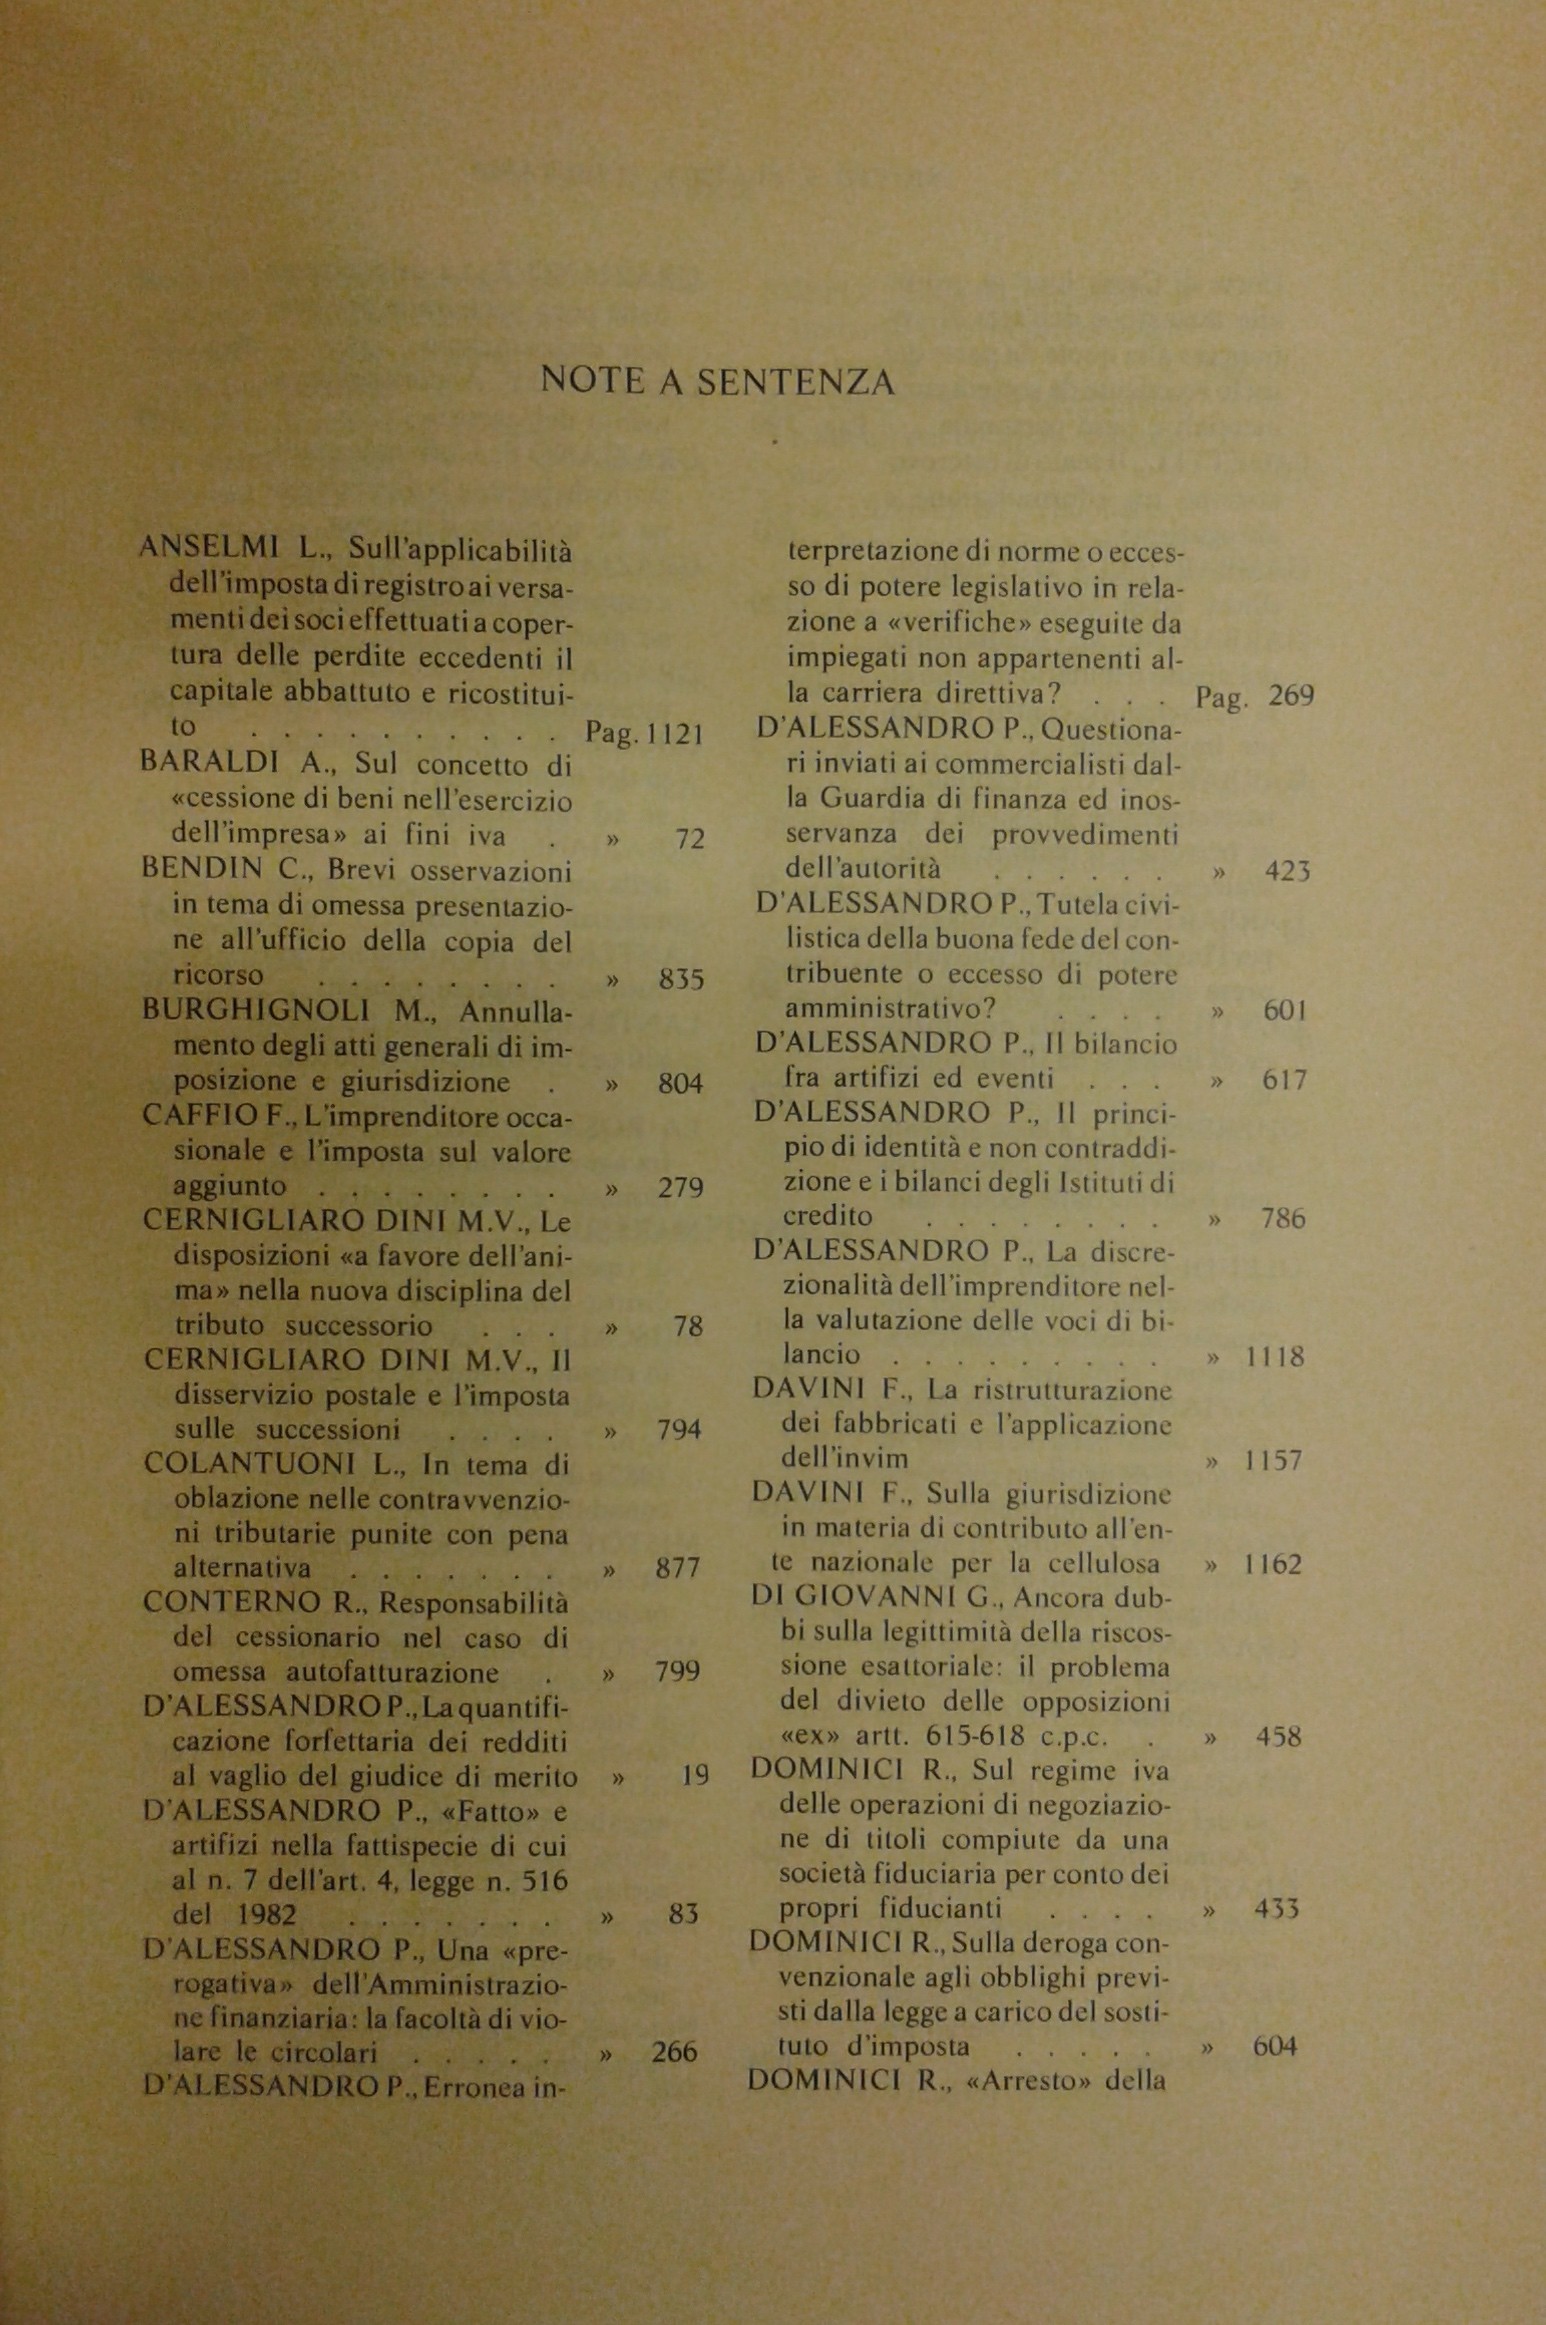 NOTE A SENTENZA
ANSELMI L., Sull'applicabilità
dell'imposta di registro ai versa-
menti dei soci effettuati a coper-
tura delle perdite eccedenti il
capitale abbattuto e ricostitui-
to . . . . . . . . . . Pag. 1121
BARALDI A., Sul concetto di
«cessione di beni nell'esercizio
dell'impresa» ai fini iva . » 72
BENDIN C., Brevi osservazioni
in tema di omessa presentazio-
ne all'ufficio della copia del
ricorso . . . . . . . . » 835
BURGHIGNOLI M., Annulla-
mento degli atti generali di im-
posizione e giurisdizione . » 804
CAFFIO F., L'imprenditore occa-
sionale e l'imposta sul valore
aggiunto . . . . . . . . » 279
CERNIGLIARO DINI M.V., Le
disposizioni «a favore dell'ani-
ma» nella nuova disciplina del
tributo successorio . . . » 78
CERNIGLIARO DINI M.V., Il
disservizio postale e l'imposta
sulle successioni . . . . » 794
COLANTUONI L., In tema di
oblazione nelle contravvenzio-
ni tributarie punite con pena
alternativa . . . . . . . » 877
CONTERNO R., Responsabilità
del cessionario nel caso di
omessa autofatturazione . » 799
D'ALESSANDRO P., La quantifi-
cazione forfettaria dei redditi
al vaglio del giudice di merito » 19
D'ALESSANDRO P., «Fatto» e
artifizi nella fattispecie di cui
al n. 7 dell'art. 4, legge n. 516
del 1982 . . . . . . . » 83
D'ALESSANDRO P., Una «pre-
rogativa» dell'Amministrazio-
ne finanziaria: la facoltà di vio-
lare le circolari . . . . . » 266
D'ALESSANDRO P., Erronea in-
terpretazione di norme o ecces-
so di potere legislativo in rela-
zione a «verifiche» eseguite da
impiegati non appartenenti al-
la carriera direttiva? . . . Pag. 269
D'ALESSANDRO P., Questiona-
ri inviati ai commercialisti dal-
la Guardia di finanza ed inos-
servanza dei provvedimenti
dell'autorità . . . . . . » 423
D'ALESSANDRO P., Tutela civi-
listica della buona fede del con-
tribuente o eccesso di potere
amministrativo? . . . . » 601
D'ALESSANDRO P., Il bilancio
fra artifizi ed eventi . . . » 617
D'ALESSANDRO P., Il princi-
pio di identità e non contraddi-
zione e i bilanci degli Istituti di
credito . . . . . . . . » 786
D'ALESSANDRO P., La discre-
zionalità dell'imprenditore nel-
la valutazione delle voci di bi-
lancio . . . . . . . . . » 1118
DAVINI F., La ristrutturazione
dei fabbricati e l'applicazione
dell'invim » 1157
DAVINI F., Sulla giurisdizione
in materia di contributo all'en-
te nazionale per la cellulosa » 1162
DI GIOVANNI G., Ancora dub-
bi sulla legittimità della riscos-
sione esattoriale: il problema
del divieto delle opposizioni
«ex» artt. 615-618 c.p.c. . » 458
DOMINICI R., Sul regime iva
delle operazioni di negoziazio-
ne di titoli compiute da una
società fiduciaria per conto dei
propri fiducianti . . . . » 433
DOMINICI R., Sulla deroga con-
venzionale agli obblighi previ-
sti dalla legge a carico del sosti-
tuto d'imposta . . . . . » 604
DOMINICI R., «Arresto» della